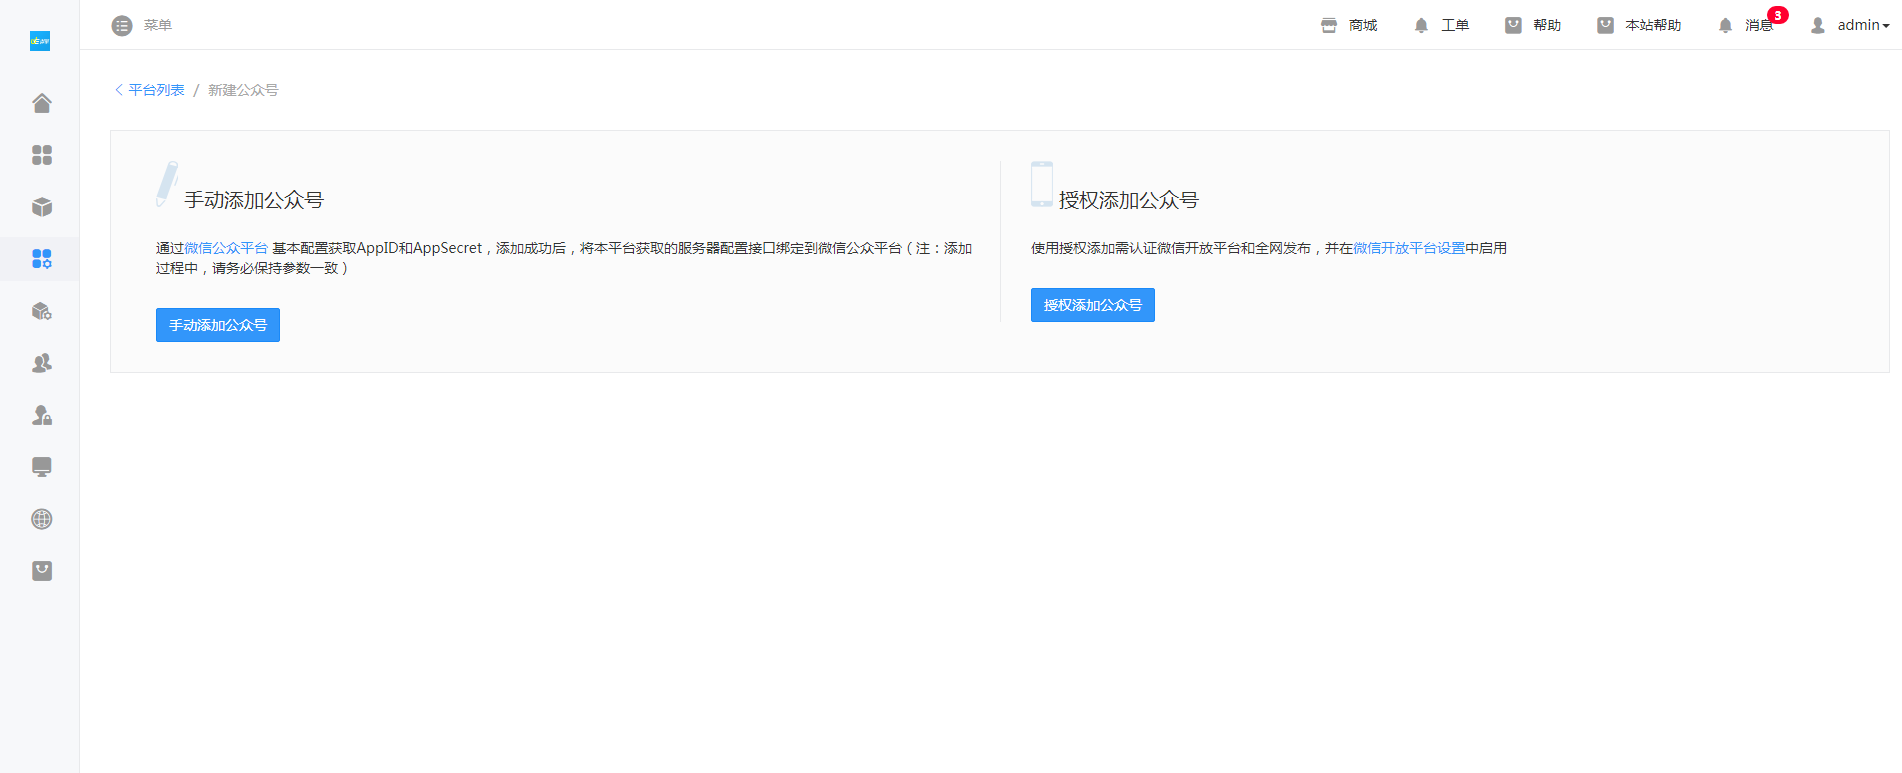 菜单
商城
工单
帮助
本站帮助
消息
3
admin
平台列表 / 新建公众号
手动添加公众号
通过微信公众平台 基本配置获取AppID和AppSecret，添加成功后，将本平台获取的服务器配置接口绑定到微信公众平台（注：添加
过程中，请务必保持参数一致）
手动添加公众号
授权添加公众号
使用授权添加需认证微信开放平台和全网发布，并在微信开放平台设置中启用
授权添加公众号